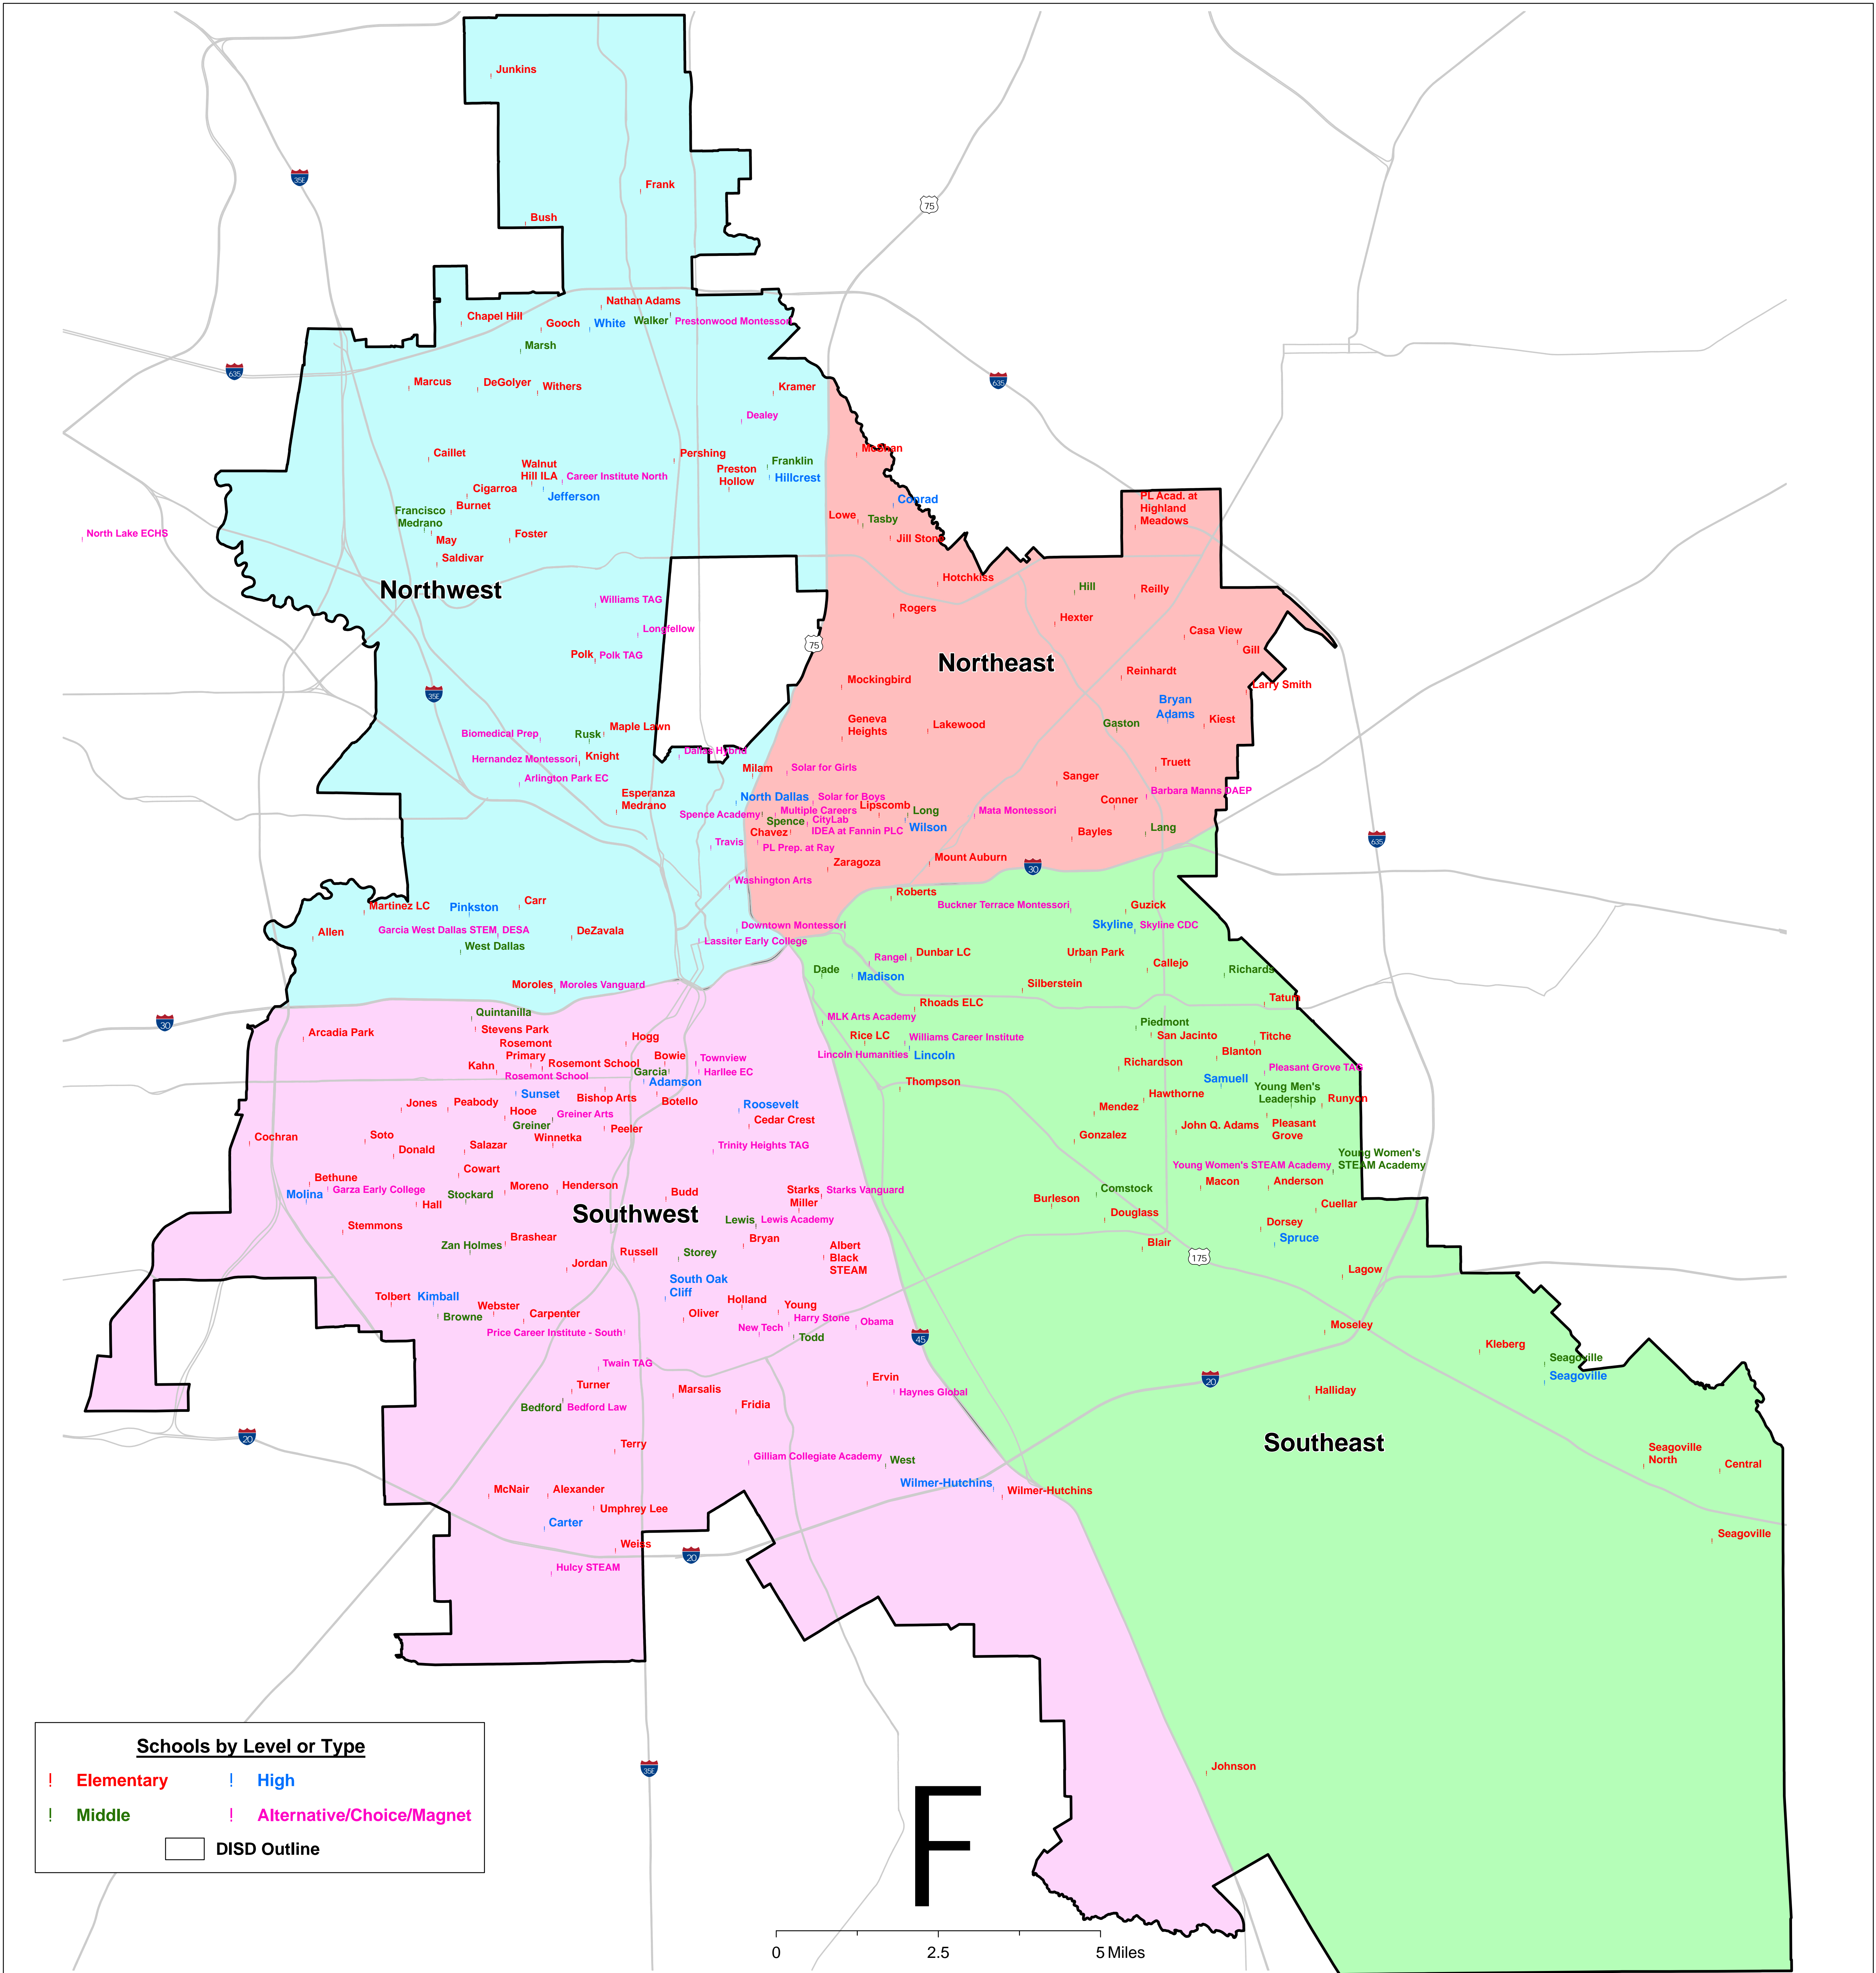 Junkins
35E
Frank
75
Bush
Nathan Adams
Chapel Hill
Gooch
White
Walker
Prestonwood Montessori
Marsh
635
635
Marcus
DeGolyer
Withers
Kramer
Dealey
McShan
Caillet
Pershing
Walnut
Hill ILA
Career Institute North
Preston
Hollow
Franklin
Hillcrest
Cigarroa
Jefferson
Burnet
Conrad
PL Acad. at
Highland
Meadows
Francisco
Medrano
Lowe
Tasby
North Lake ECHS
May
Foster
Jill Stone
Saldivar
Hotchkiss
Northwest
Hill
Reilly
Williams TAG
Rogers
Hexter
Longfellow
Casa View
75
Gill
Polk
Polk TAG
Northeast
Reinhardt
Mockingbird
Larry Smith
35E
Bryan
Adams
Geneva
Heights
Lakewood
Gaston
Kiest
Biomedical Prep
Rusk
Maple Lawn
Dallas Hybrid
Hernandez Montessori
Knight
Milam
Solar for Girls
Truett
Arlington Park EC
Sanger
Esperanza
Medrano
North Dallas
Solar for Boys
Barbara Manns DAEP
Conner
Lipscomb
Spence Academy
Multiple Careers
Long
Mata Montessori
Spence
CityLab
Wilson
Lang
Chavez
IDEA at Fannin PLC
Bayles
635
Travis
PL Prep. at Ray
Zaragoza
Mount Auburn
30
Washington Arts
Roberts
Martinez LC
Pinkston
Carr
Buckner Terrace Montessori
Guzick
Allen
Garcia West Dallas STEM
DESA
DeZavala
Downtown Montessori
Skyline
Skyline CDC
West Dallas
Lassiter Early College
Rangel
Dunbar LC
Urban Park
Callejo
Richards
Dade
Madison
Moroles
Moroles Vanguard
Silberstein
Tatum
Quintanilla
Rhoads ELC
30
Arcadia Park
Stevens Park
MLK Arts Academy
Piedmont
Rosemont
Primary
Hogg
Rice LC
Williams Career Institute
San Jacinto
Titche
Kahn
Rosemont School
Bowie
Townview
Lincoln Humanities
Lincoln
Blanton
Rosemont School
Garcia
Harllee EC
Richardson
Pleasant Grove TAG
Adamson
Thompson
Samuell
Sunset
Bishop Arts
Botello
Hawthorne
Young Men's
Leadership
Runyon
Jones
Peabody
Hooe
Greiner Arts
Roosevelt
Mendez
Greiner
Peeler
Cedar Crest
John Q. Adams
Pleasant
Grove
Cochran
Soto
Winnetka
Gonzalez
Donald
Salazar
Trinity Heights TAG
Young Women's
STEAM Academy
Young Women's STEAM Academy
Bethune
Cowart
Macon
Anderson
Molina
Garza Early College
Stockard
Moreno
Henderson
Budd
Starks
Starks Vanguard
Miller
Comstock
Burleson
Hall
Southwest
Cuellar
Stemmons
Lewis
Lewis Academy
Douglass
Dorsey
Brashear
Bryan
Blair
Spruce
Zan Holmes
Russell
Storey
Albert
Black
STEAM
175
Jordan
Lagow
South Oak
Cliff
Tolbert
Kimball
Webster
Holland
Young
Browne
Carpenter
Oliver
Harry Stone
Obama
Price Career Institute - South
New Tech
Todd
45
Moseley
Kleberg
Seagoville
Twain TAG
Seagoville
Turner
Marsalis
Ervin
20
Haynes Global
Halliday
Bedford
Bedford Law
Fridia
20
Southeast
Terry
Gilliam Collegiate Academy
West
Seagoville
North
Central
Wilmer-Hutchins
Wilmer-Hutchins
McNair
Alexander
Umphrey Lee
Carter
Seagoville
Weiss
20
Hulcy STEAM
Schools by Level or Type
! Elementary
! High
! Middle
! Alternative/Choice/Magnet
DISD Outline
35E
Johnson
F
0
2.5
5 Miles